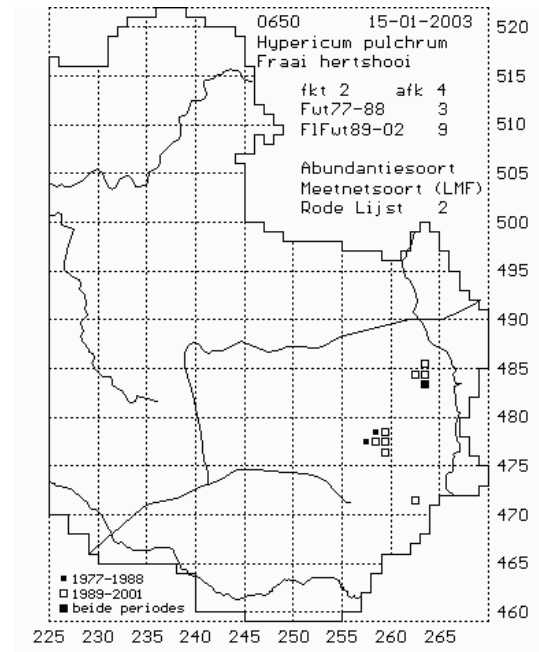 0650 15-01-2003
Hypericum pulchrum
Fraai hertshooi
fkt 2 afk 4
Fut77-88 3
FlFut89-02 9
Abundantiesoort
Meetnetsoort (LMF)
Rode Lijst 2
520
515
510
505
500
495
490
485
480
475
470
465
460
1977-1988
1989-2001
beide periodes
225 230 235 240 245 250 255 260 265